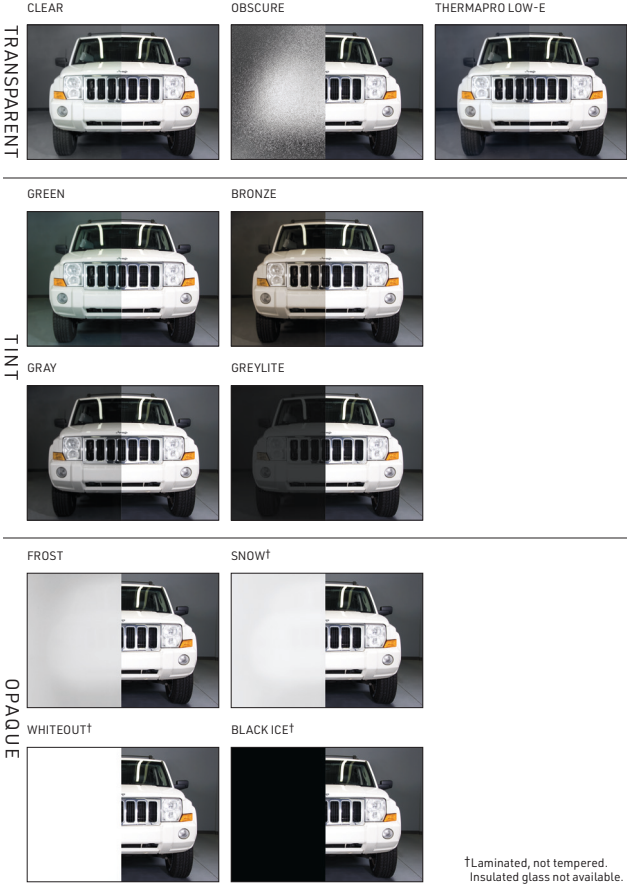 TRANSPARENT
CLEAR
OBSCURE
THERMAPRO LOW-E
TINT
GREEN
BRONZE
GRAY
GREYLITE
OPAQUE
FROST
SNOW†
WHITEOUT†
BLACK ICE†
†Laminated, not tempered.
Insulated glass not available.